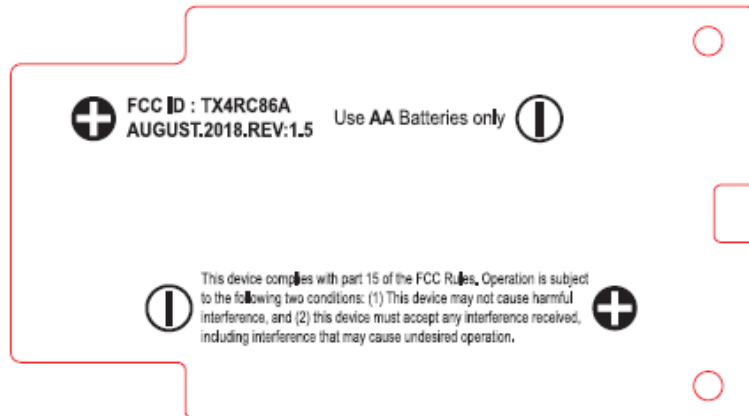 FCC ID : TX4RC86A
AUGUST.2018.REV:1.5
Use AA Batteries only
This device complies with part 15 of the FCC Rules. Operation is subject
to the following two conditions: (1) This device may not cause harmful
interference, and (2) this device must accept any interference received,
including interference that may cause undesired operation.